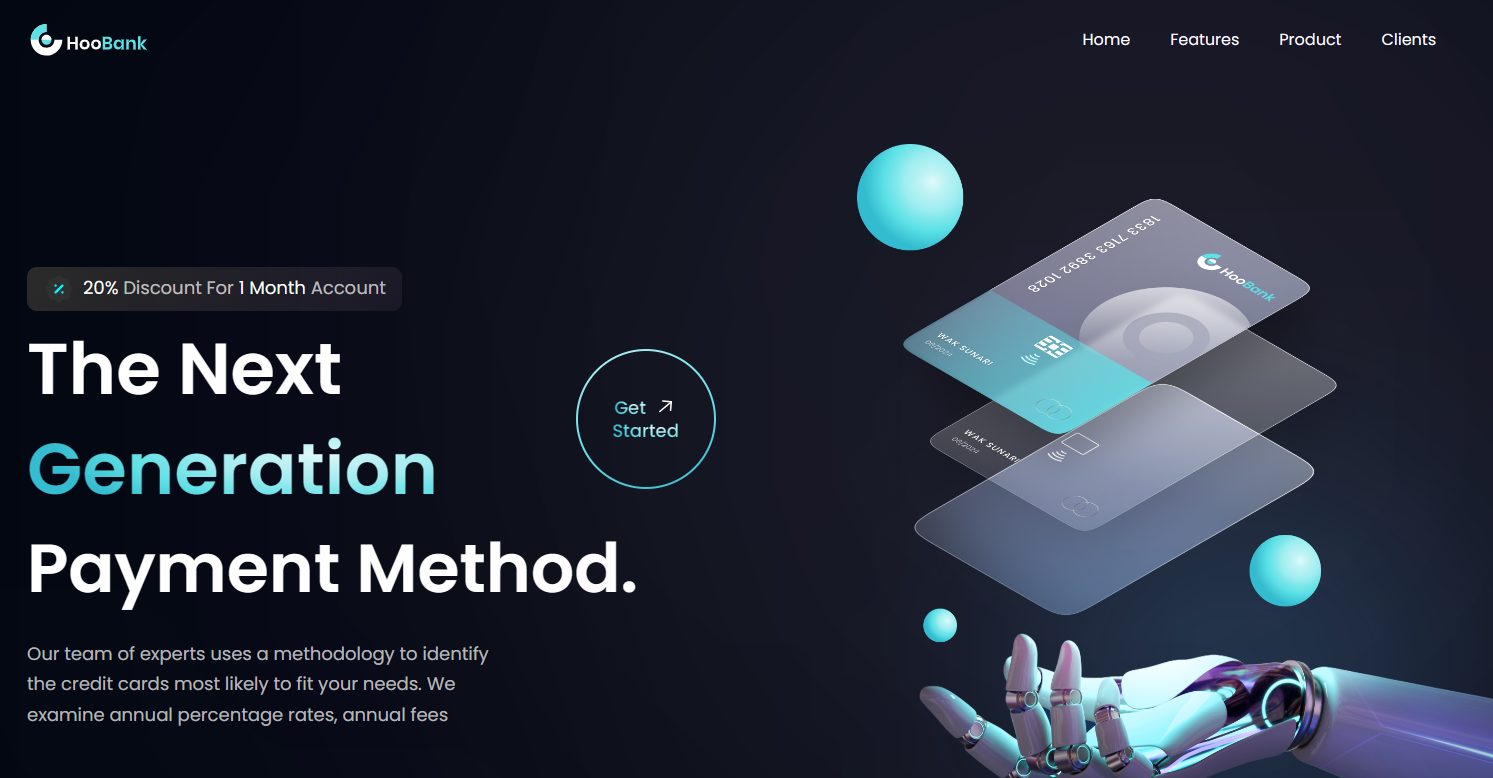 HooBank
Home Features Product Clients
20% Discount For 1 Month Account
The Next
Generation
Payment Method.
Get
Started
Our team of experts uses a methodology to identify
the credit cards most likely to fit your needs. We
examine annual percentage rates, annual fees
1833 7163 3892 1028
HooBank
WAK SUNARI
06/2024
WAK SUNARI
06/2024